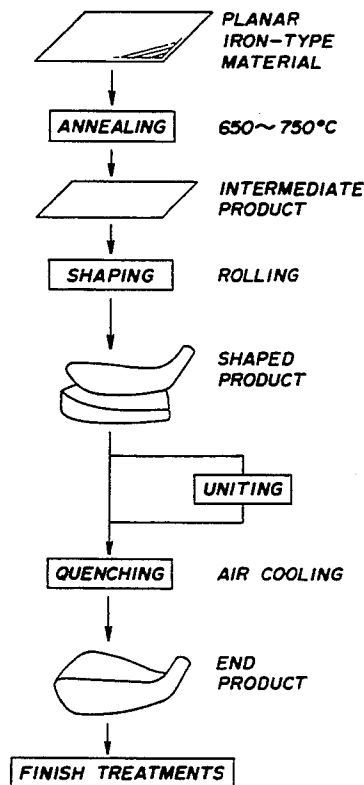 PLANAR
IRON-TYPE
MATERIAL
ANNEALING
650~750°C
INTERMEDIATE
PRODUCT
SHAPING
ROLLING
SHAPED
PRODUCT
UNITING
QUENCHING
AIR COOLING
END
PRODUCT
FINISH TREATMENTS